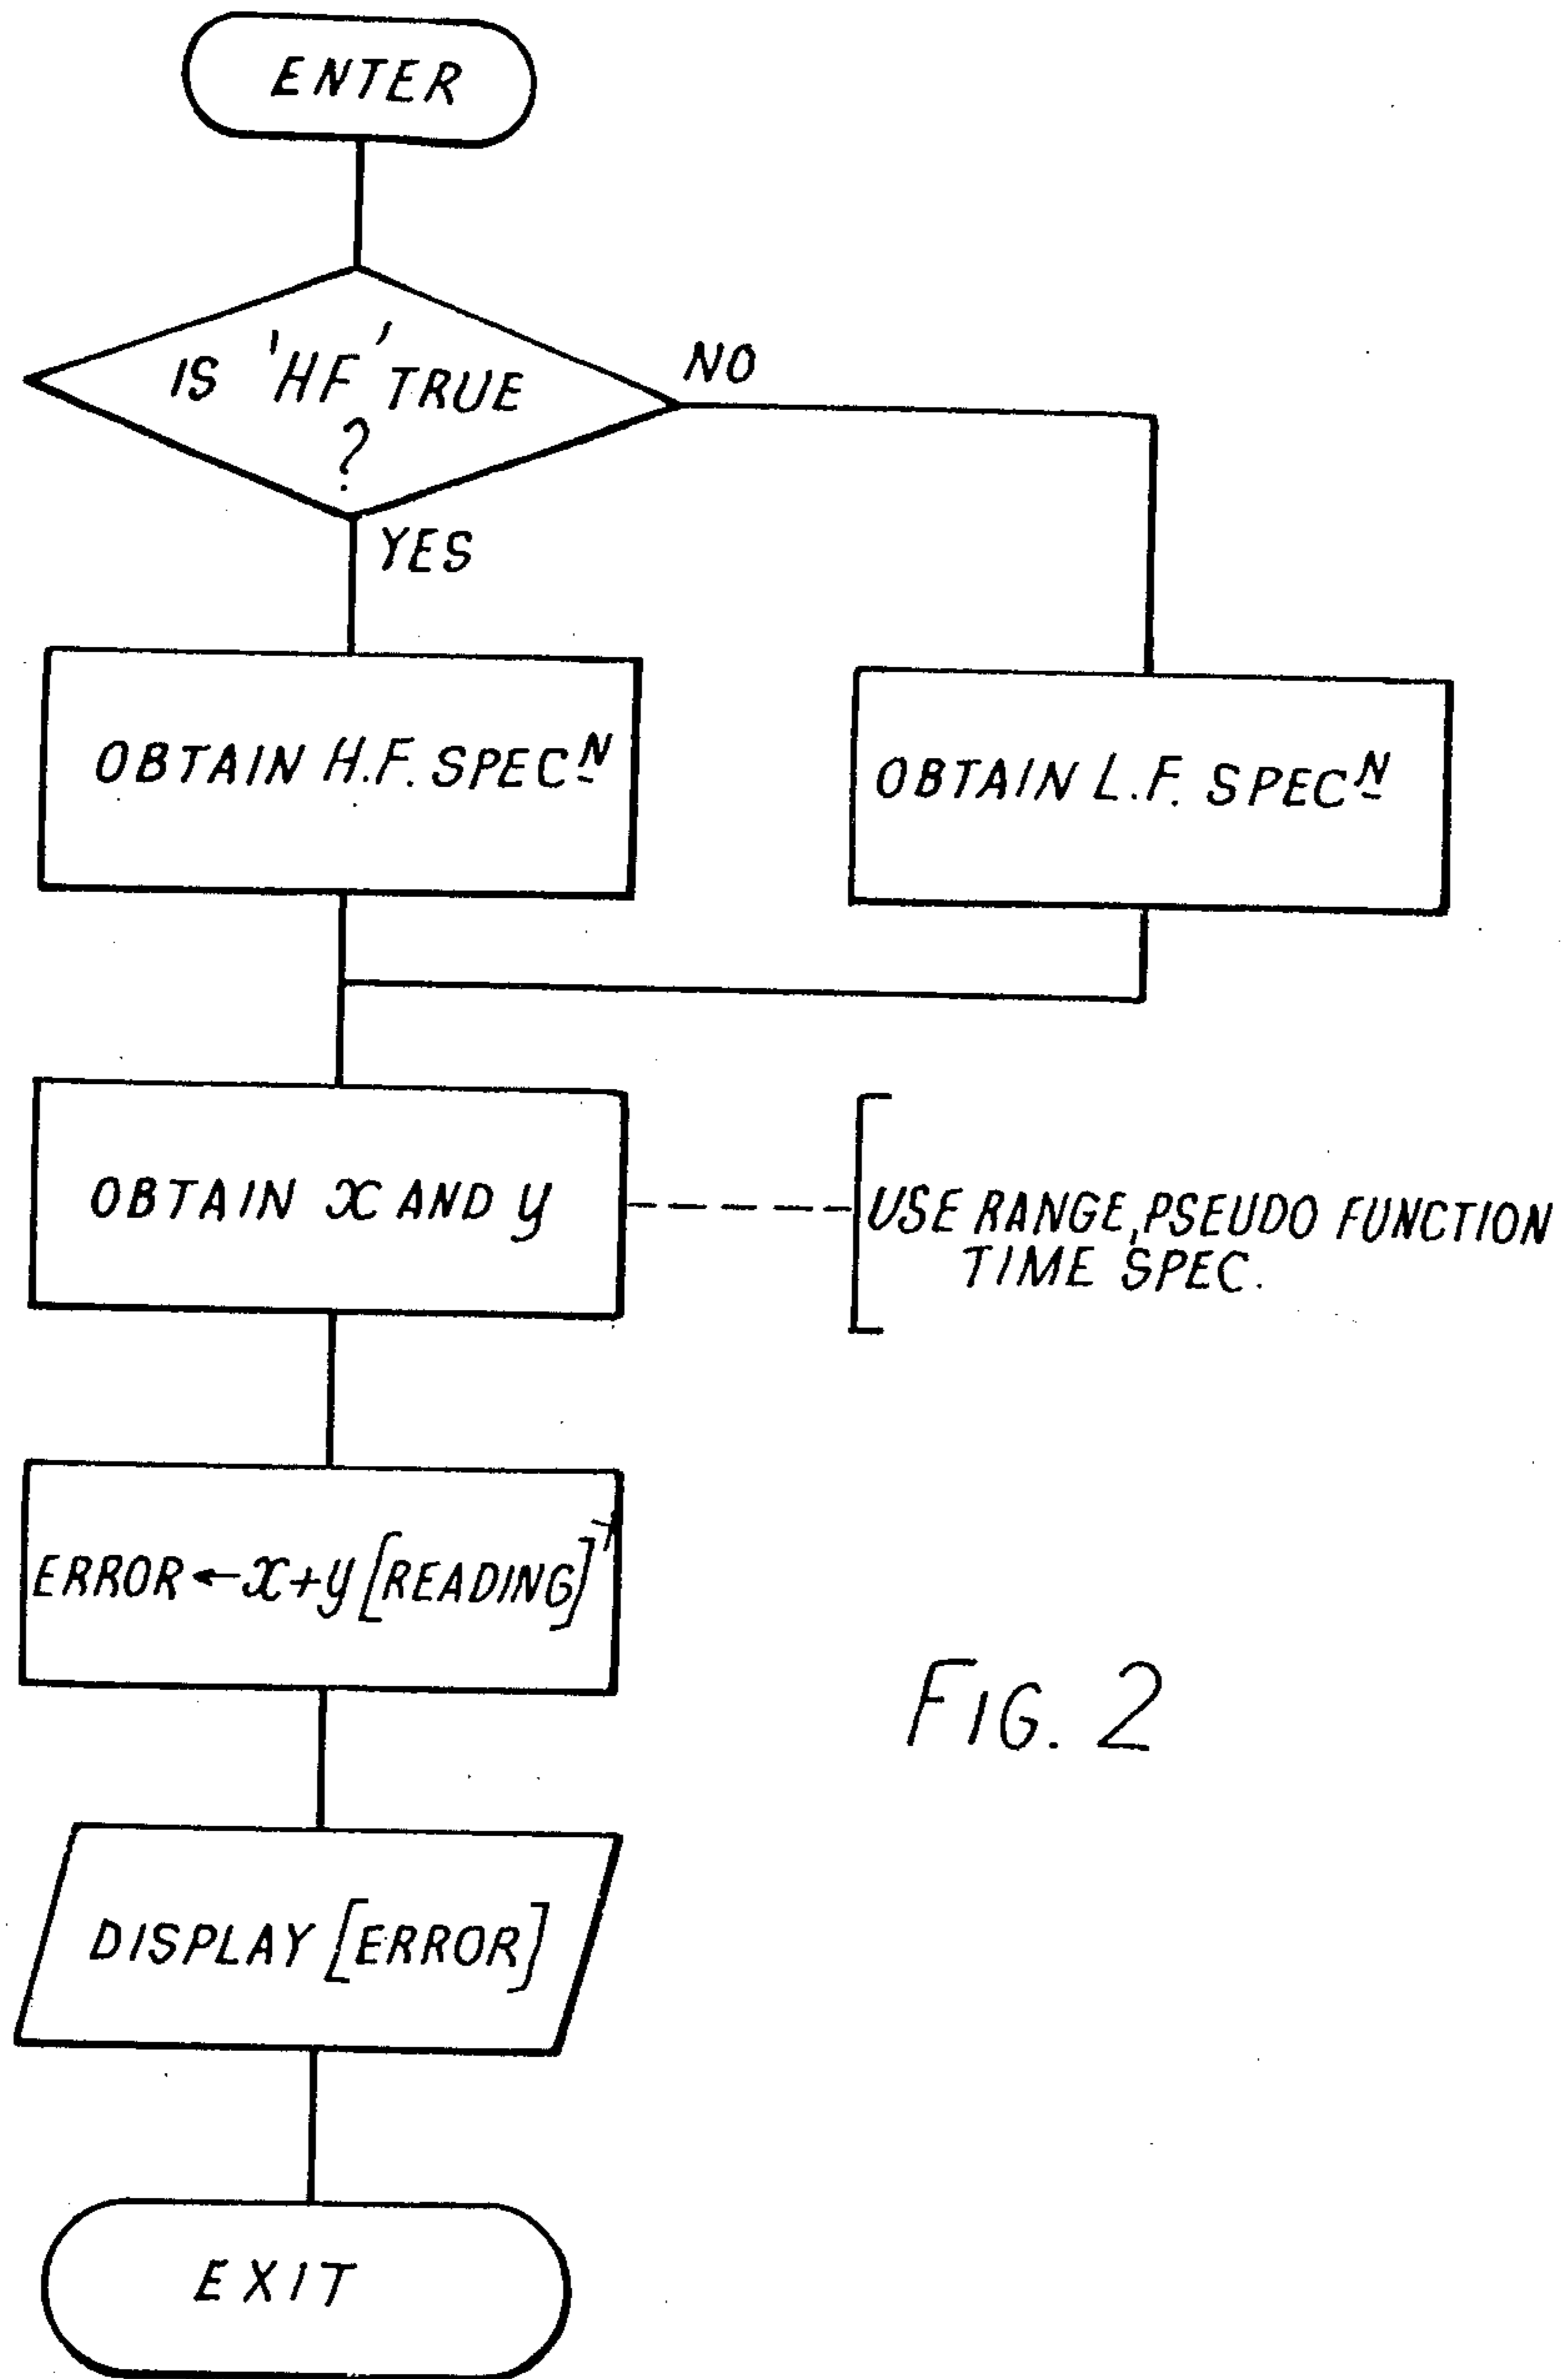 ENTER
IS 'HF' TRUE
?
NO
YES
OBTAIN H.F. SPECᴺ
OBTAIN L.F. SPECᴺ
OBTAIN x AND y
USE RANGE, PSEUDO FUNCTION
TIME SPEC.
ERROR ← x+y [READING]
DISPLAY [ERROR]
EXIT
FIG. 2